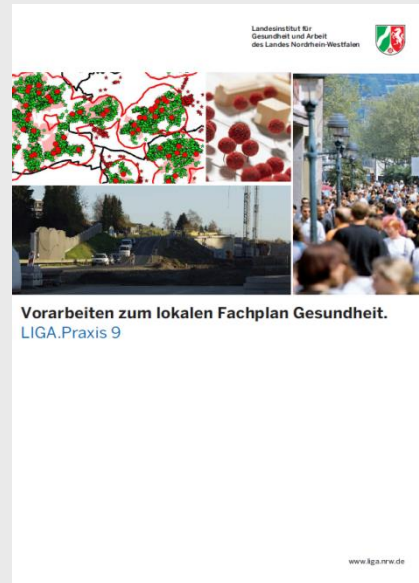 Landesinstitut für
Gesundheit und Arbeit
des Landes Nordrhein-Westfalen
Vorarbeiten zum lokalen Fachplan Gesundheit.
LIGA.Praxis 9
www.liga.nrw.de